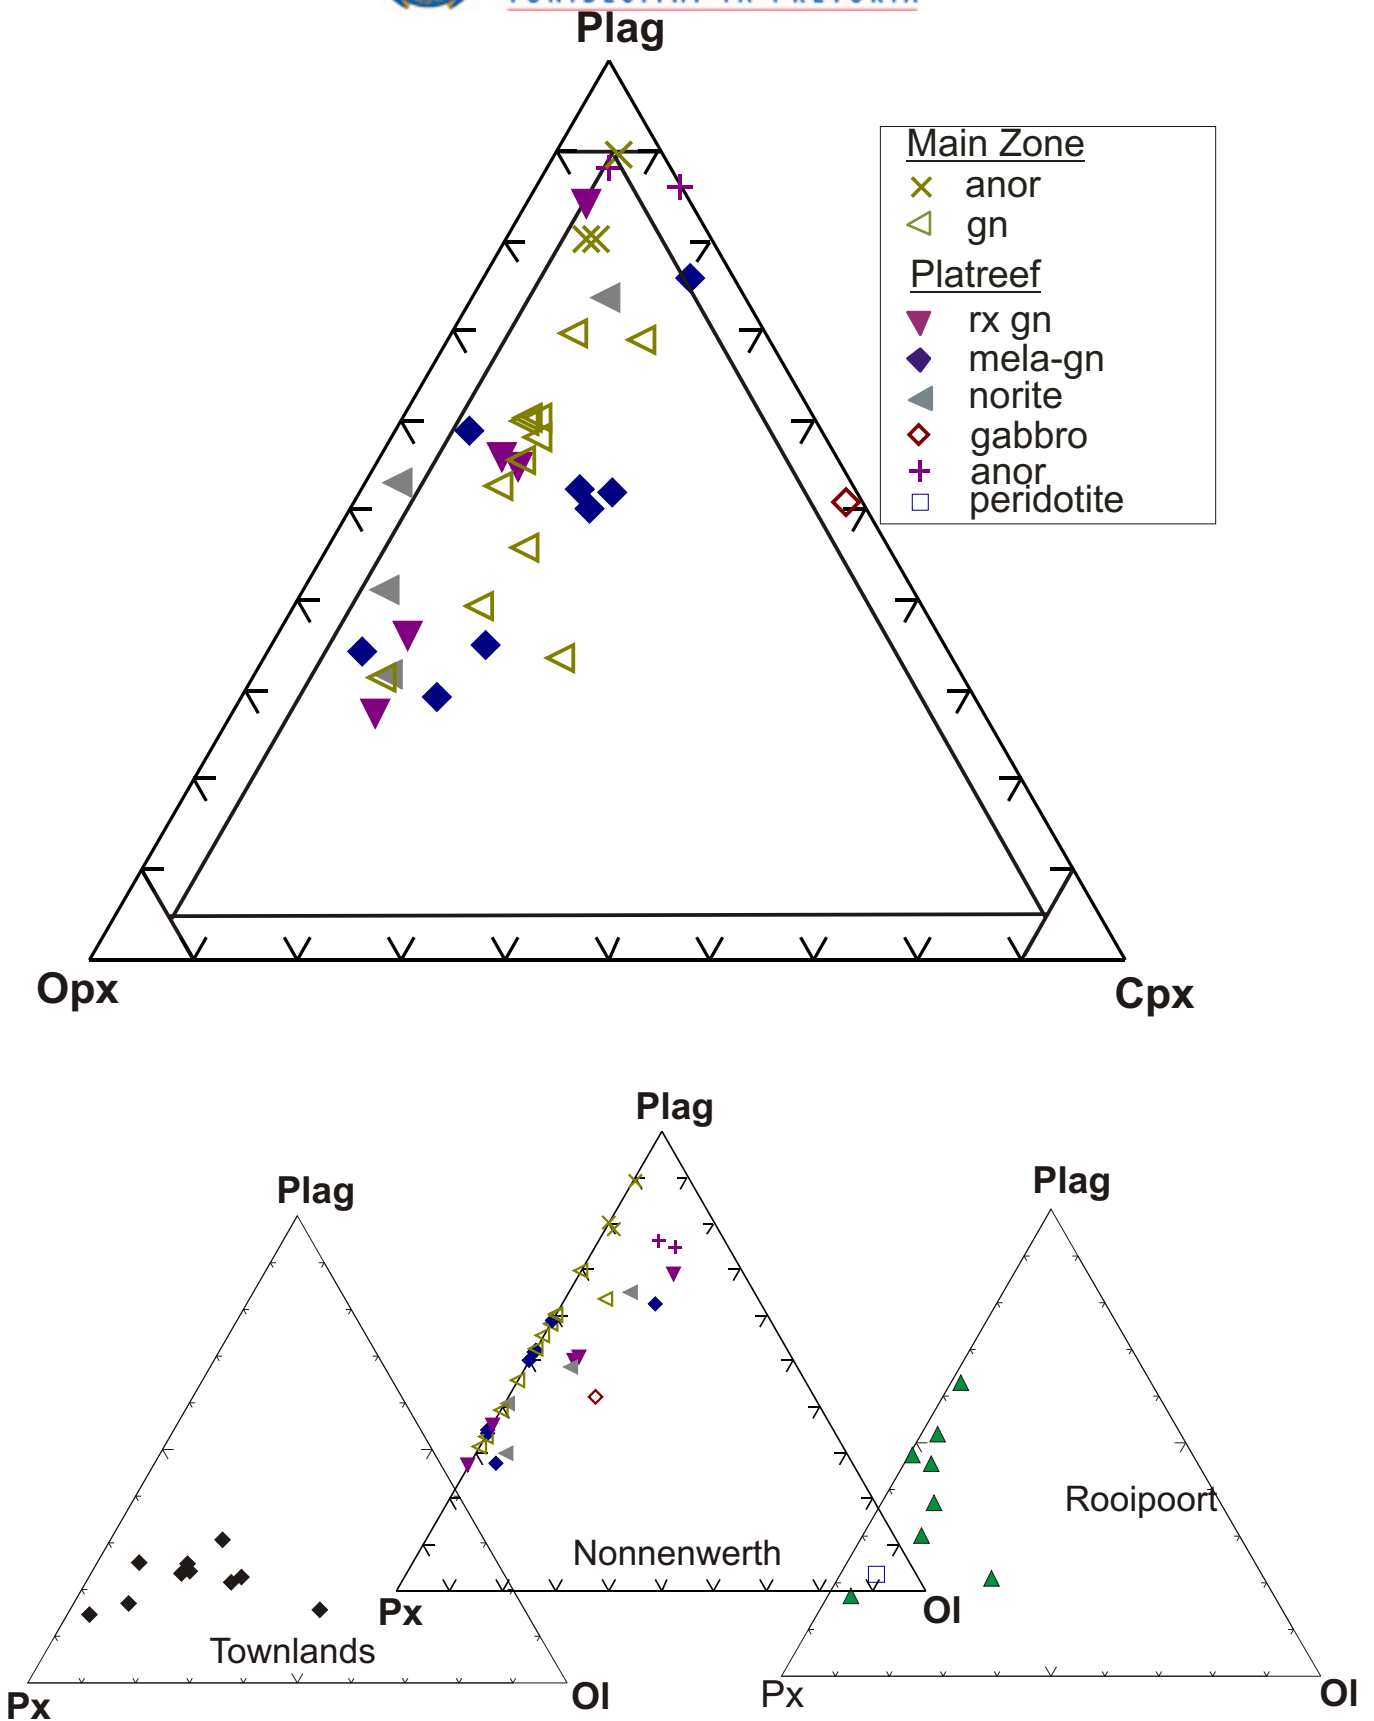 Plag
Main Zone
anor
gn
Platreef
rx gn
mela-gn
norite
gabbro
anor
peridotite
Opx
Cpx
Plag
Plag
Plag
Rooipoort
Nonnenwerth
Px
Ol
Townlands
Px
Ol
Px
Ol